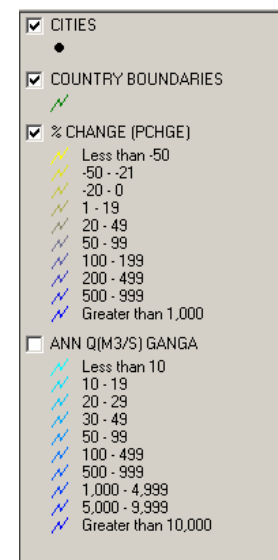 CITIES
COUNTRY BOUNDARIES
% CHANGE (PCHGE)
Less than -50
-50 - -21
-20 - 0
1 - 19
20 - 49
50 - 99
100 - 199
200 - 499
500 - 999
Greater than 1,000
ANN Q(M3/S) GANGA
Less than 10
10 - 19
20 - 29
30 - 49
50 - 99
100 - 499
500 - 999
1,000 - 4,999
5,000 - 9,999
Greater than 10,000